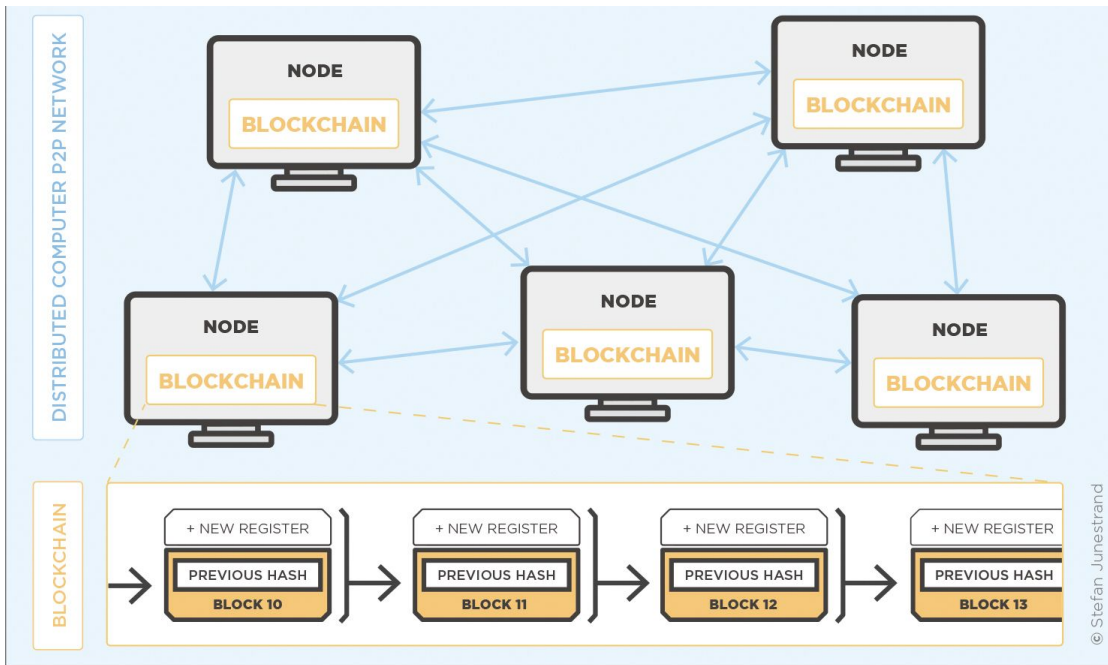 DISTRIBUTED COMPUTER P2P NETWORK
NODE
BLOCKCHAIN
NODE
BLOCKCHAIN
NODE
BLOCKCHAIN
NODE
BLOCKCHAIN
NODE
BLOCKCHAIN
BLOCKCHAIN
+ NEW REGISTER
PREVIOUS HASH
BLOCK 10
+ NEW REGISTER
PREVIOUS HASH
BLOCK 11
+ NEW REGISTER
PREVIOUS HASH
BLOCK 12
+ NEW REGISTER
PREVIOUS HASH
BLOCK 13
© Stefan Junestrand